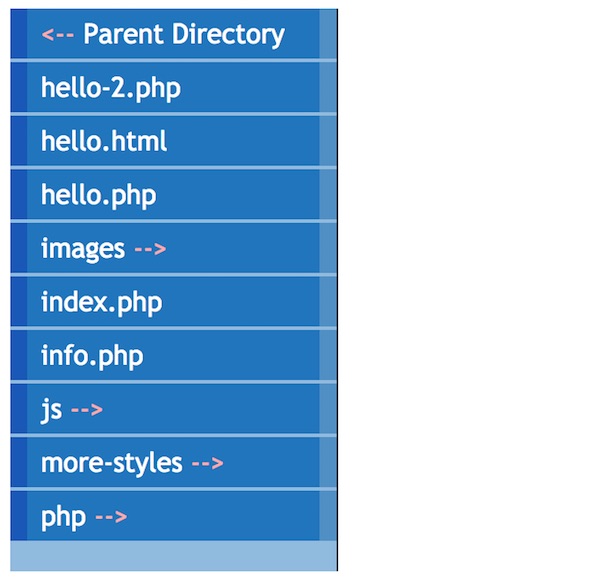 <-- Parent Directory
hello-2.php
hello.html
hello.php
images -->
index.php
info.php
js -->
more-styles -->
php -->